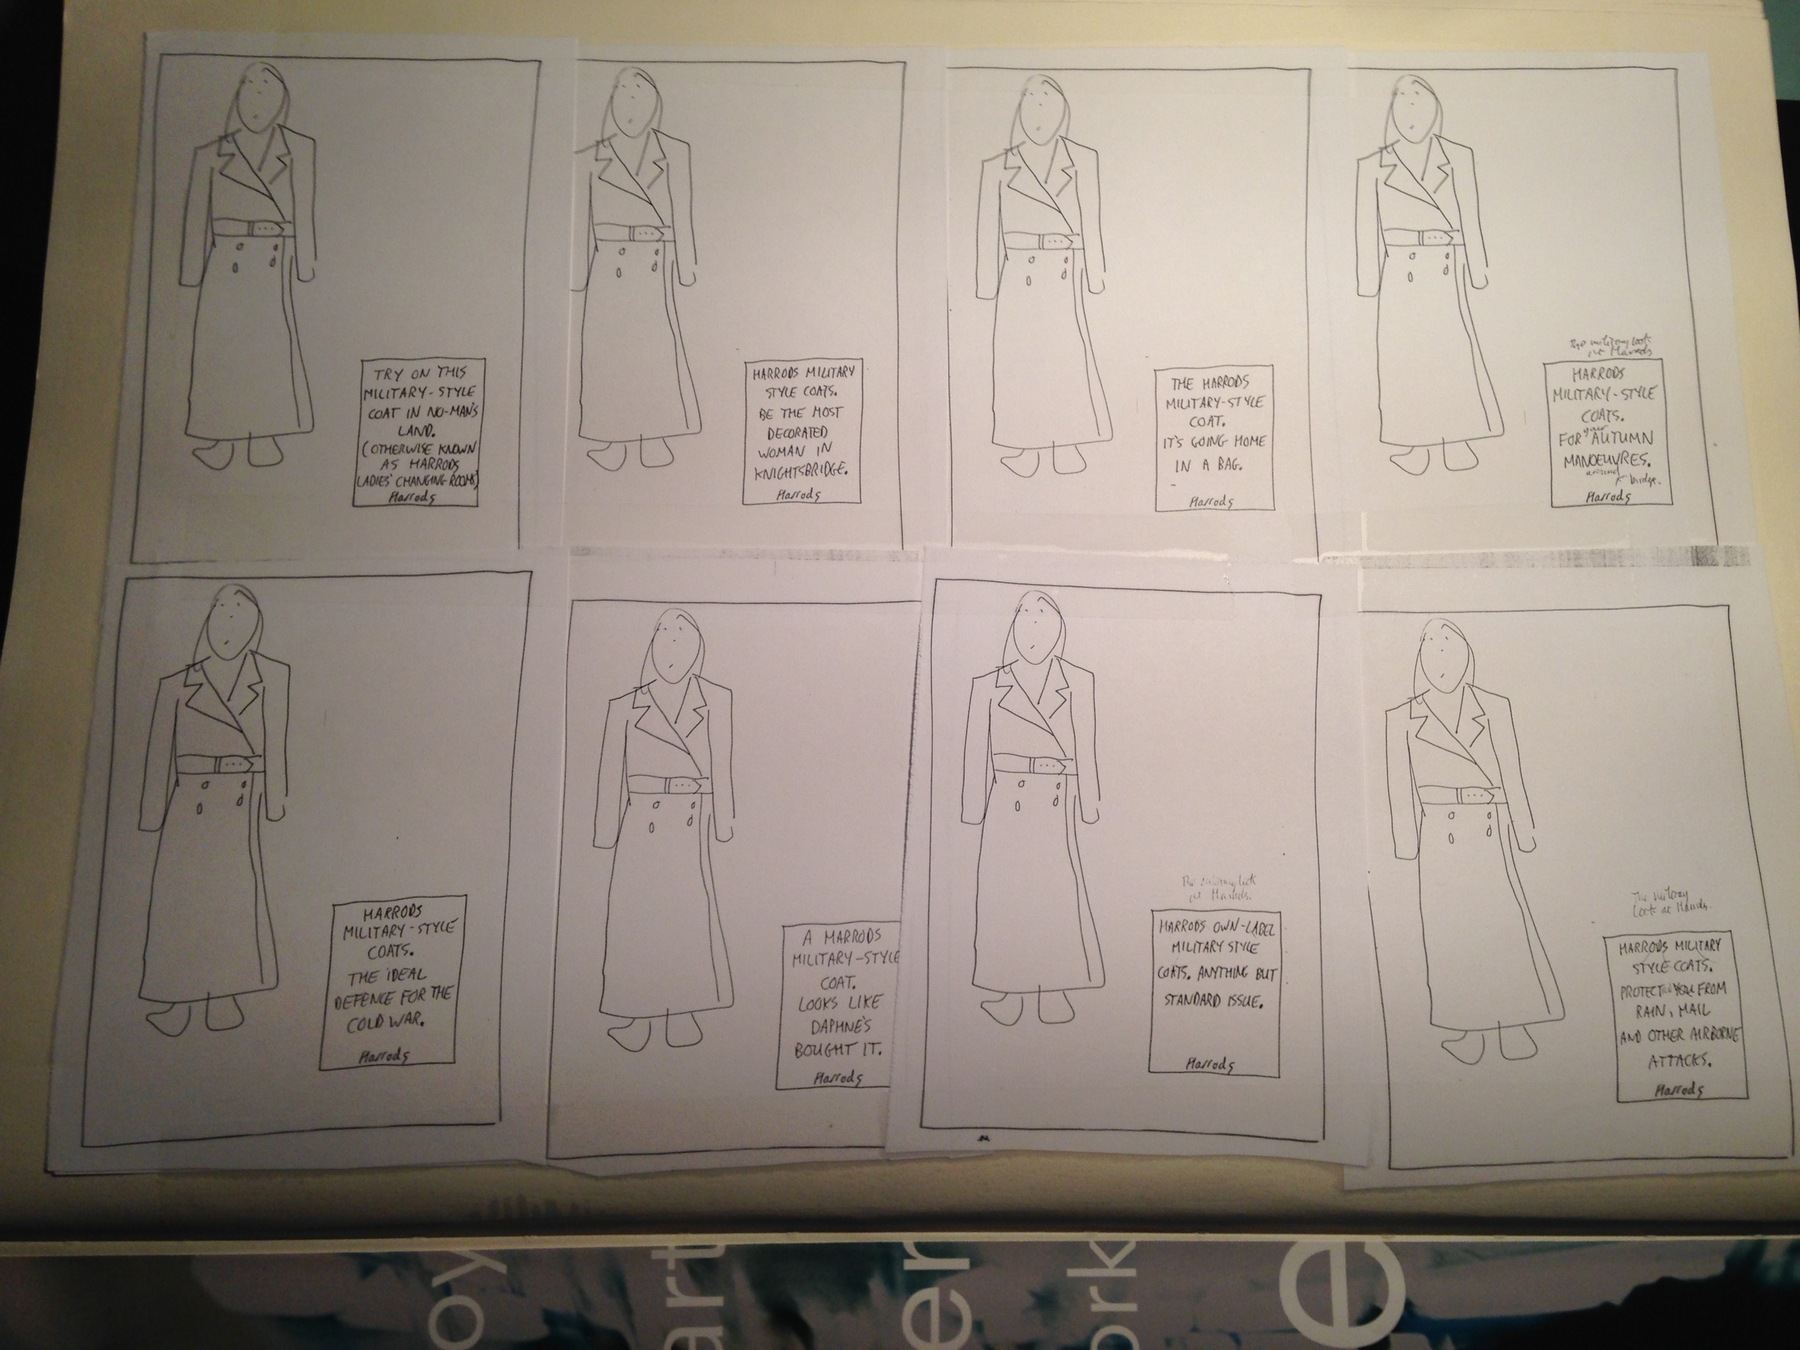 TRY ON THIS
MILITARY-STYLE
COAT IN NO-MAN'S
LAND.
(OTHERWISE KNOWN
AS HARRODS
LADIES' CHANGING ROOMS)
Harrods
HARRODS MILITARY
STYLE COATS.
BE THE MOST
DECORATED
WOMAN IN
KNIGHTSBRIDGE.
Harrods
THE HARRODS
MILITARY-STYLE
COAT.
IT'S GOING HOME
IN A BAG.
Harrods
The military look
at Harrods
HARRODS
MILITARY-STYLE
COATS.
FOR your AUTUMN
MANOEUVRES.
around
K'bridge.
Harrods
HARRODS
MILITARY-STYLE
COATS.
THE IDEAL
DEFENCE FOR THE
COLD WAR.
Harrods
A HARRODS
MILITARY-STYLE
COAT.
LOOKS LIKE
DAPHNE'S
BOUGHT IT.
Harrods
The military look
at Harrods.
HARRODS OWN-LABEL
MILITARY STYLE
COATS. ANYTHING BUT
STANDARD ISSUE.
Harrods
The military
look at Harrods.
HARRODS MILITARY
STYLE COATS.
PROTECT FROM
RAIN, HAIL
AND OTHER AIRBORNE
ATTACKS.
Harrods
oy
art
er
ork
e